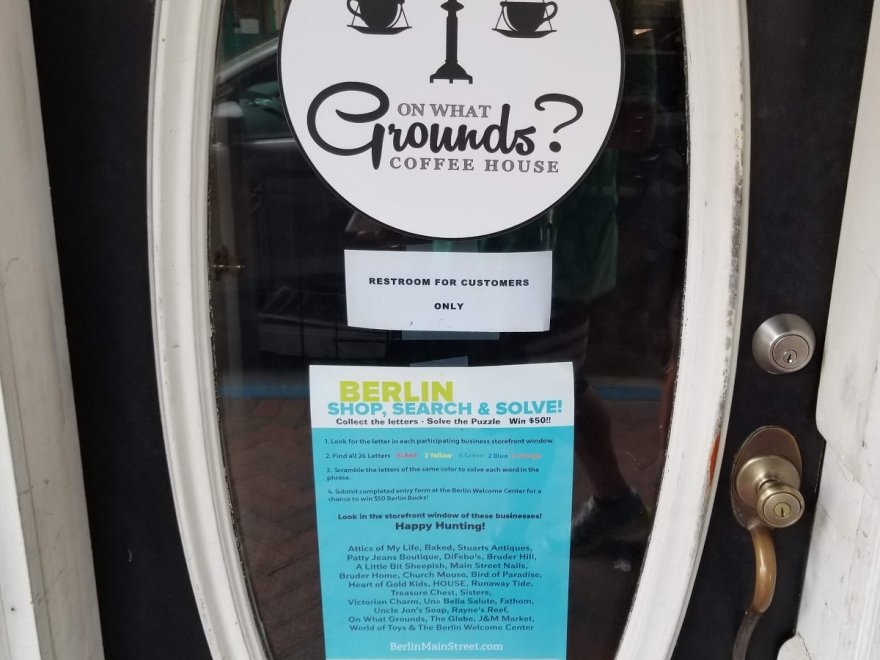 ON WHAT
Grounds?
COFFEE HOUSE
RESTROOM FOR CUSTOMERS
ONLY
BERLIN
SHOP, SEARCH & SOLVE!
Collect the letters - Solve the Puzzle Win $50!!
1. Look for the letter in each participating business storefront window.
2. Find all 26 Letters 10 Red 2 Yellow 6 Green 2 Blue
3. Scramble the letters of the same color to solve each word in the
phrase.
4. Submit completed entry form at the Berlin Welcome Center for a
chance to win $50 Berlin Bucks!
Look in the storefront window of these businesses!
Happy Hunting!
Attics of My Life, Baked, Stuarts Antiques,
Patty Jeans Boutique, DiFebo's, Bruder Hill,
A Little Bit Sheepish, Main Street Nails,
Bruder Home, Church Mouse, Bird of Paradise,
Heart of Gold Kids, HOUSE, Runaway Tide,
Treasure Chest, Sisters,
Victorian Charm, Una Bella Salute, Fathom,
Uncle Jon's Soap, Rayne's Reef,
On What Grounds, The Globe, J&M Market,
World of Toys & The Berlin Welcome Center
BerlinMainStreet.com